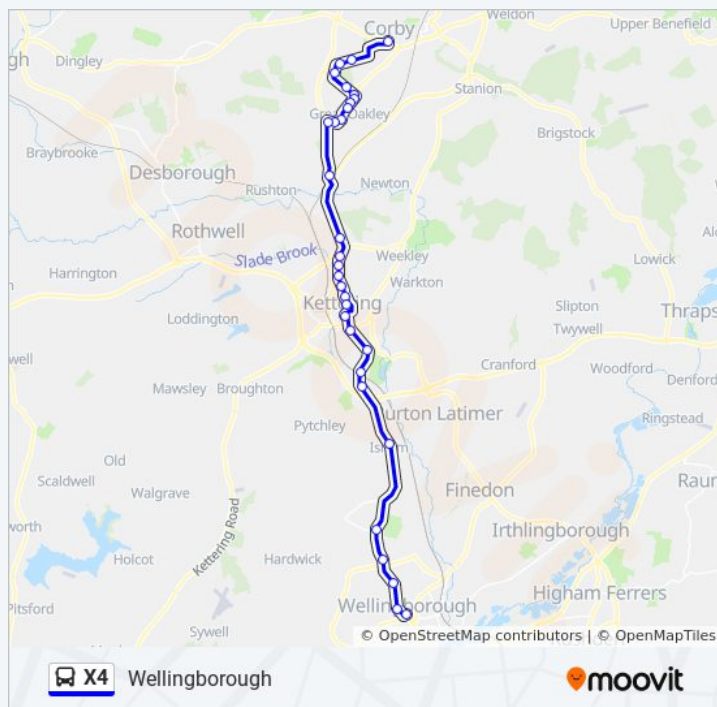 Corby
Weldon
Upper Benefield
Dingley
Stanion
Great Oakley
Brigstock
Braybrooke
Desborough
Rushton
Newton
Rothwell
Slade Brook
Weekley
Lowick
Harrington
Warkton
Kettering
Slipton
Thraps
Loddington
Twywell
Cranford
Woodford
Mawsley
Broughton
Denford
Burton Latimer
Ringstead
Pytchley
Isham
Old
Scaldwell
Walgrave
Finedon
Raun
Kettering Road
Irthlingborough
Holcot
Hardwick
Pitsford
Wellingborough
Higham Ferrers
Sywell
© OpenStreetMap contributors | © OpenMapTiles
X4
Wellingborough
moovit